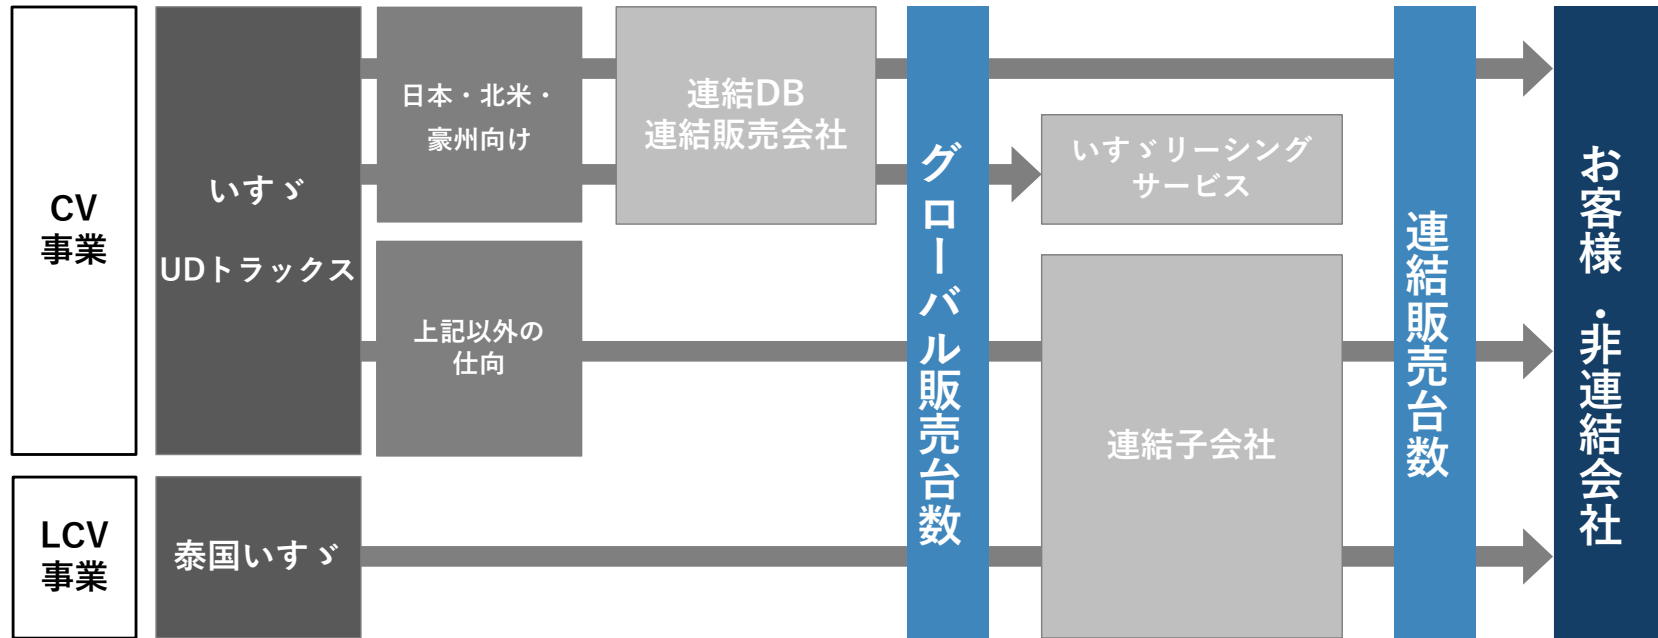 CV
事業
いすゞ
UDトラックス
日本・北米・
豪州向け
連結DB
連結販売会社
上記以外の
仕向
グローバル販売台数
いすゞリーシング
サービス
連結子会社
連結販売台数
お客様・非連結会社
LCV
事業
泰国いすゞ